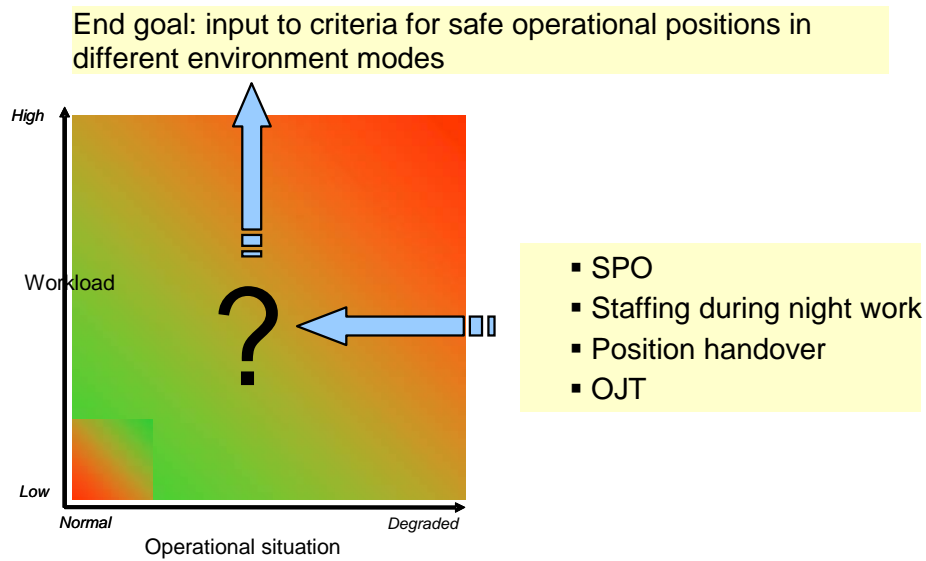 End goal: input to criteria for safe operational positions in
different environment modes
High
Workload
?
▪ SPO
▪ Staffing during night work
▪ Position handover
▪ OJT
Low
Normal
Degraded
Operational situation